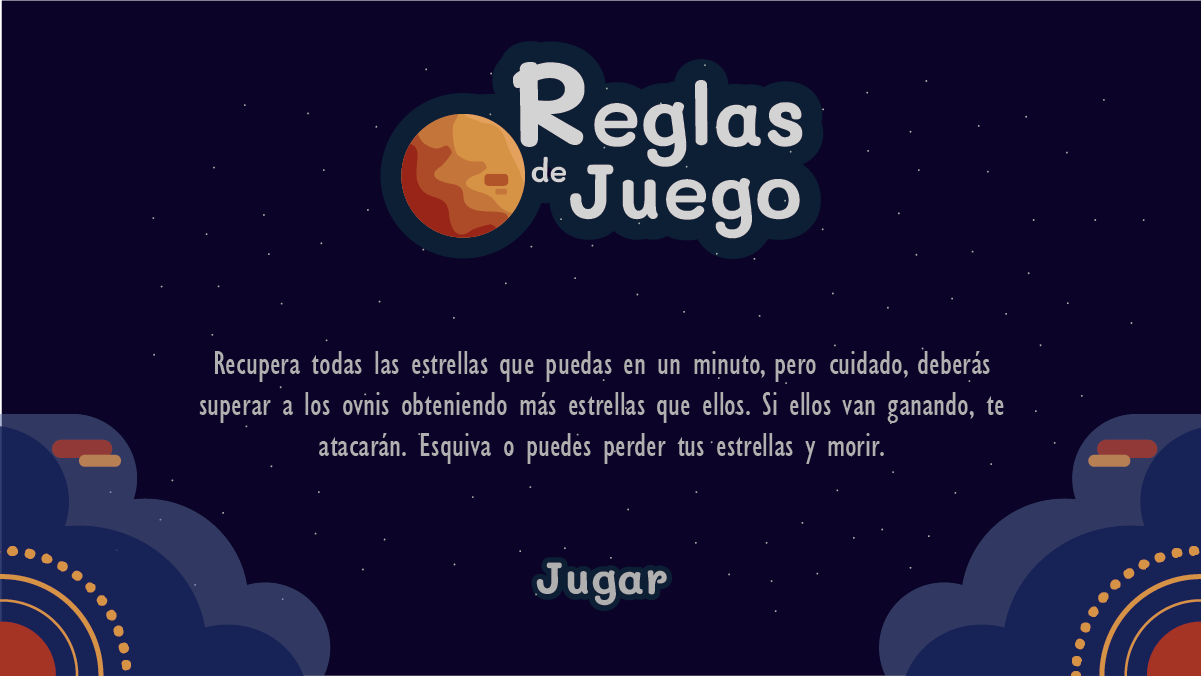 Reglas
de Juego
Recupera todas las estrellas que puedas en un minuto, pero cuidado, deberás
superar a los ovnis obteniendo más estrellas que ellos. Si ellos van ganando, te
atacarán. Esquiva o puedes perder tus estrellas y morir.
Jugar